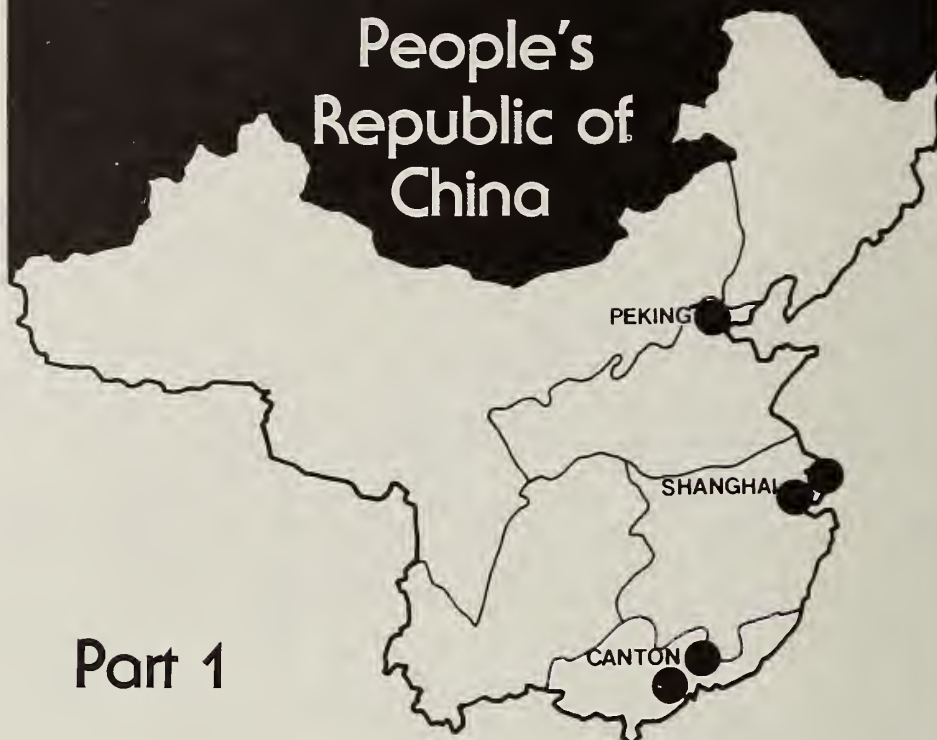 People's
Republic of
China
PEKING
SHANGHAI
CANTON
Part 1